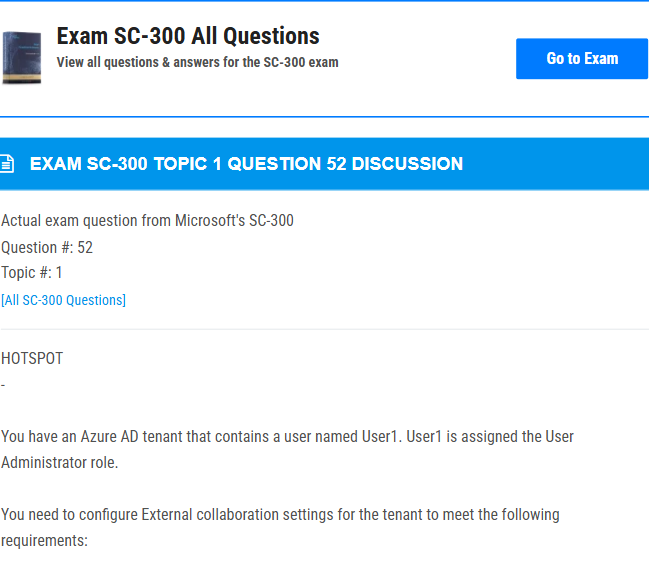 Exam SC-300 All Questions
View all questions & answers for the SC-300 exam
Go to Exam
EXAM SC-300 TOPIC 1 QUESTION 52 DISCUSSION
Actual exam question from Microsoft's SC-300
Question #: 52
Topic #: 1
[All SC-300 Questions]
HOTSPOT
-
You have an Azure AD tenant that contains a user named User1. User1 is assigned the User
Administrator role.
You need to configure External collaboration settings for the tenant to meet the following
requirements: